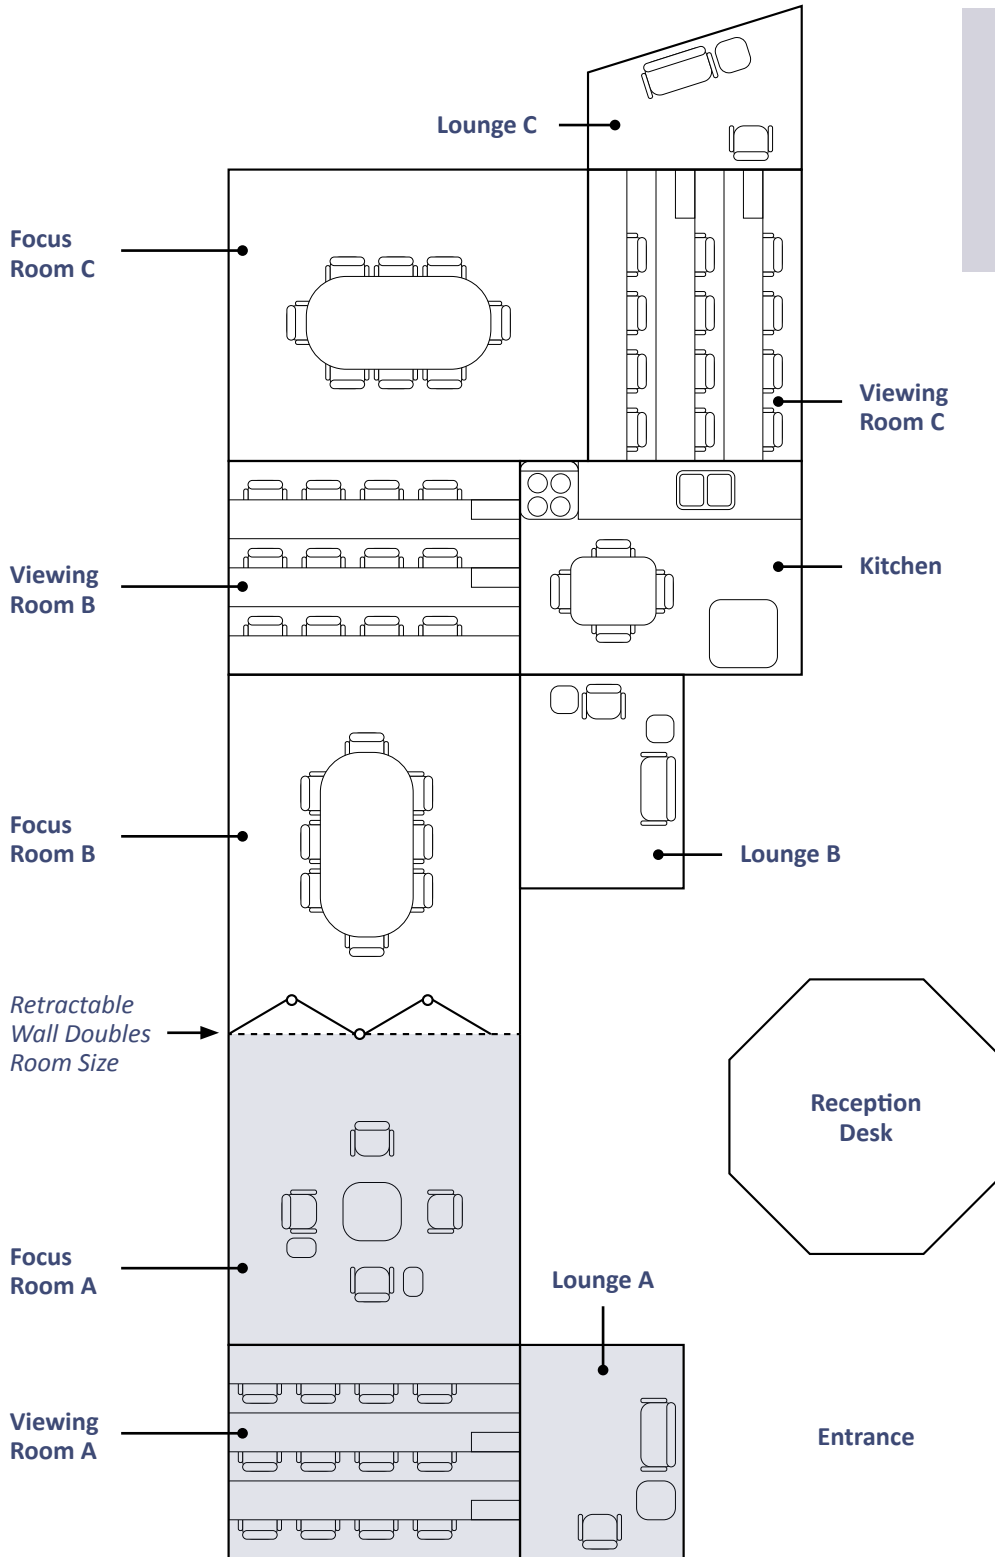 Lounge C
Focus
Room C
Viewing
Room C
Viewing
Room B
Kitchen
Focus
Room B
Lounge B
Retractable
Wall Doubles
Room Size
Reception
Desk
Focus
Room A
Lounge A
Viewing
Room A
Entrance